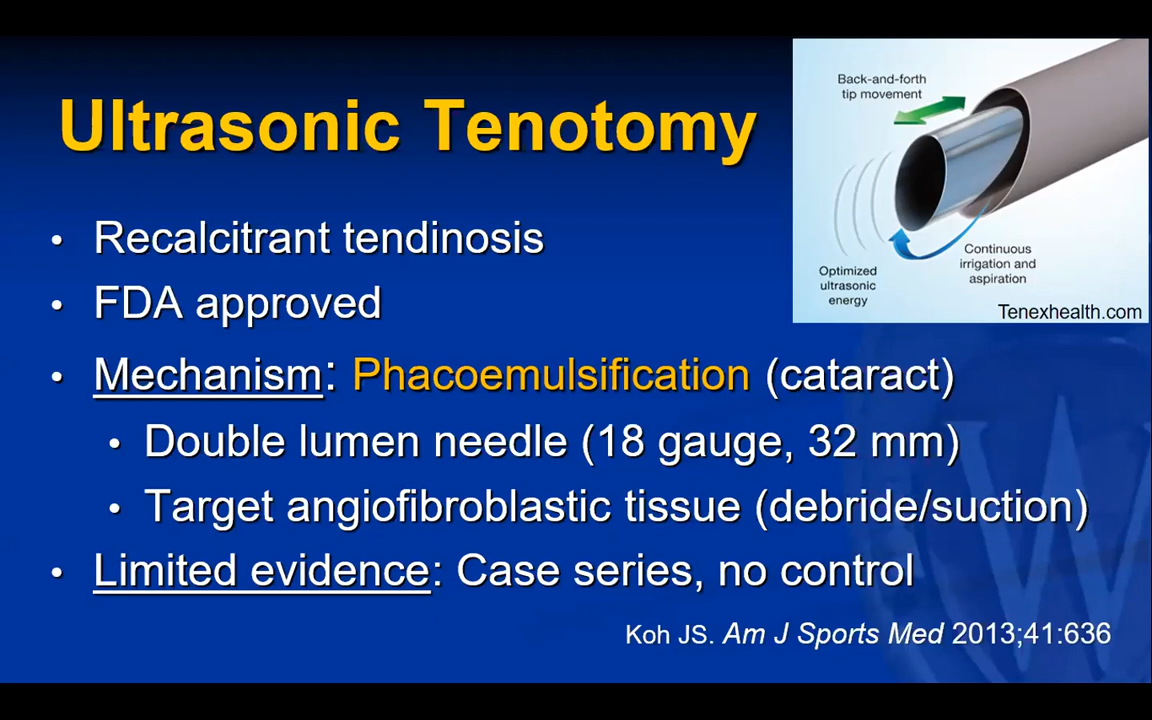 Ultrasonic Tenotomy
Back-and-forth
tip movement
Continuous
irrigation and
aspiration
Optimized
ultrasonic
energy
Tenexhealth.com
• Recalcitrant tendinosis
• FDA approved
• Mechanism: Phacoemulsification (cataract)
• Double lumen needle (18 gauge, 32 mm)
• Target angiofibroblastic tissue (debride/suction)
• Limited evidence: Case series, no control
Koh JS. Am J Sports Med 2013;41:636
W